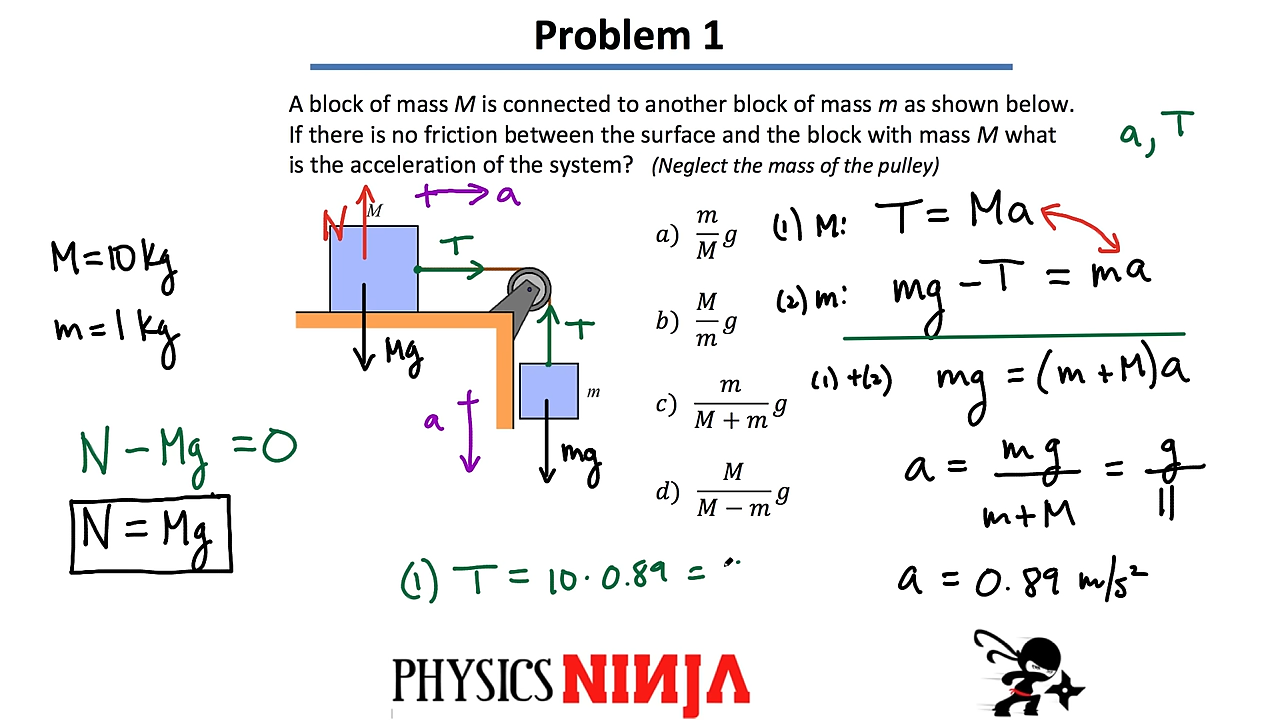 Problem 1
A block of mass M is connected to another block of mass m as shown below.
If there is no friction between the surface and the block with mass M what
is the acceleration of the system? (Neglect the mass of the pulley)
a, T
M=10kg
m=1kg
N-Mg=0
N=Mg
N
M
a
T
Mg
T
m
a
mg
a) m/M g
b) M/m g
c) m/(M+m) g
d) M/(M−m) g
(1) M: T=Ma
(2) m: mg-T=ma
(1)+(2) mg=(m+M)a
a = mg/(m+M) = g/11
a = 0.89 m/s²
(1) T=10·0.89=
PHYSICS NINJA